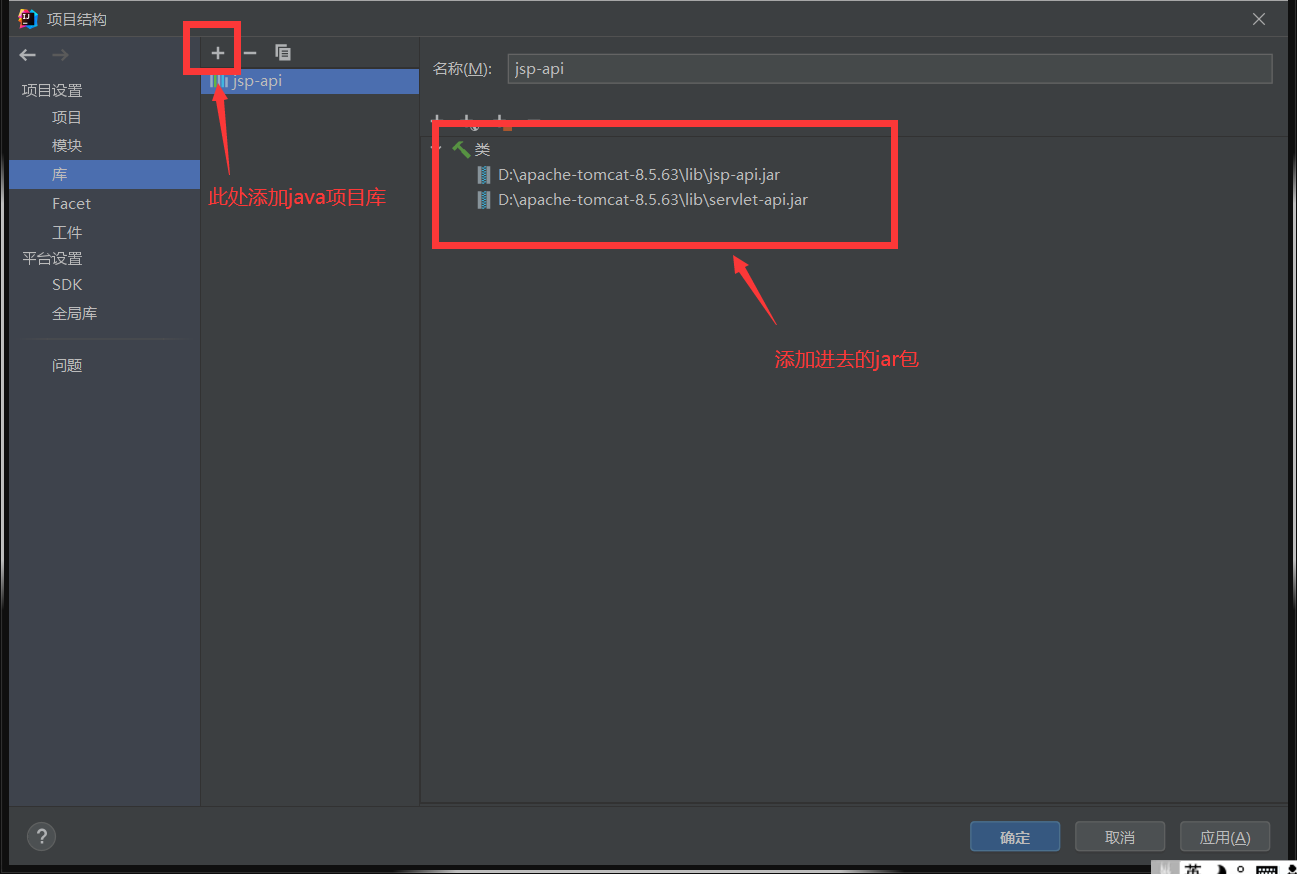 项目结构
项目设置
项目
模块
库
Facet
工件
平台设置
SDK
全局库
问题
jsp-api
此处添加java项目库
名称(M):
jsp-api
类
D:\apache-tomcat-8.5.63\lib\jsp-api.jar
D:\apache-tomcat-8.5.63\lib\servlet-api.jar
添加进去的jar包
?
确定
取消
应用(A)
英